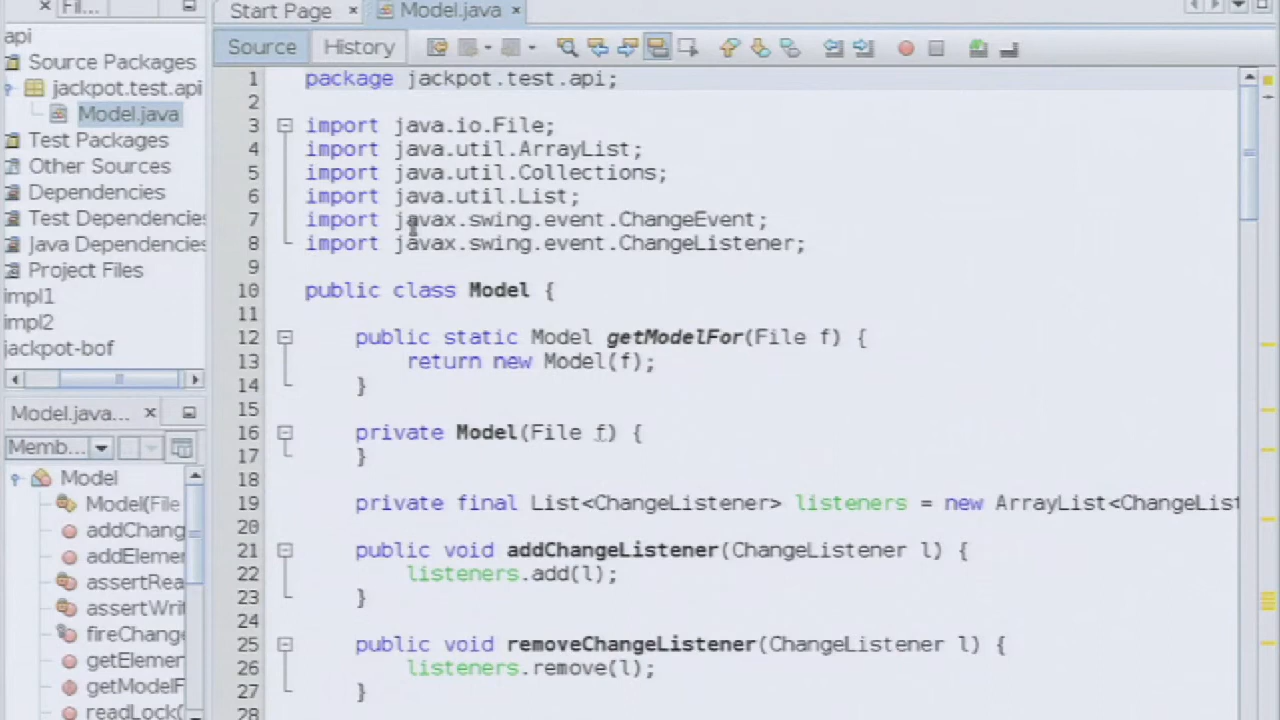 Fil...
Start Page
Model.java
api
Source Packages
jackpot.test.api
Model.java
Test Packages
Other Sources
Dependencies
Test Dependencies
Java Dependencies
Project Files
impl1
impl2
jackpot-bof
Model.java...
Memb...
Model
Model(File
addChang
addElemen
assertRea
assertWrit
fireChang
getElemen
getModelF
readLock(
Source
History
1 package jackpot.test.api;
2
3 import java.io.File;
4 import java.util.ArrayList;
5 import java.util.Collections;
6 import java.util.List;
7 import javax.swing.event.ChangeEvent;
8 import javax.swing.event.ChangeListener;
9
10 public class Model {
11
12 public static Model getModelFor(File f) {
13 return new Model(f);
14 }
15
16 private Model(File f) {
17 }
18
19 private final List<ChangeListener> listeners = new ArrayList<ChangeList
20
21 public void addChangeListener(ChangeListener l) {
22 listeners.add(l);
23 }
24
25 public void removeChangeListener(ChangeListener l) {
26 listeners.remove(l);
27 }
28